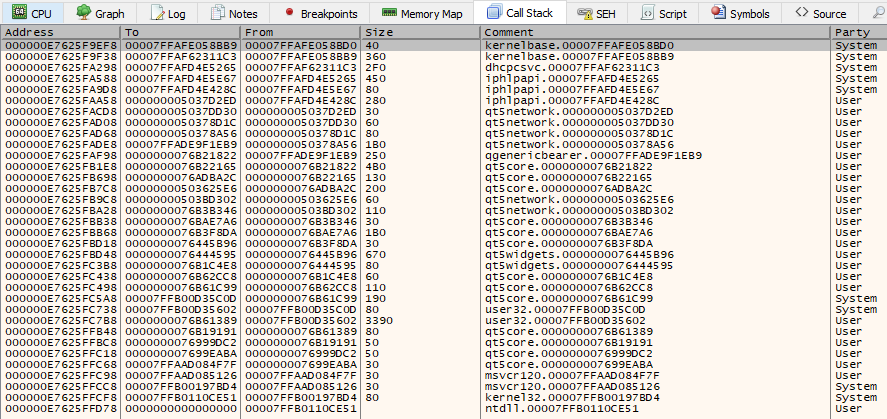 CPU Graph Log Notes Breakpoints Memory Map Call Stack SEH Script Symbols Source
Address To From Size Comment Party
000000E7625F9EF8 00007FFAFE058BB9 00007FFAFE058BD0 40 kernelbase.00007FFAFE058BD0 System
000000E7625F9F38 00007FFAF62311C3 00007FFAFE058BB9 360 kernelbase.00007FFAFE058BB9 System
000000E7625FA298 00007FFAFD4E5265 00007FFAF62311C3 2F0 dhcpcsvc.00007FFAF62311C3 System
000000E7625FA588 00007FFAFD4E5E67 00007FFAFD4E5265 450 iphlpapi.00007FFAFD4E5265 System
000000E7625FA9D8 00007FFAFD4E428C 00007FFAFD4E5E67 80 iphlpapi.00007FFAFD4E5E67 System
000000E7625FAA58 000000005037D2ED 00007FFAFD4E428C 280 iphlpapi.00007FFAFD4E428C User
000000E7625FACD8 000000005037DD30 000000005037D2ED 30 qt5network.000000005037D2ED User
000000E7625FAD08 0000000050378D1C 000000005037DD30 60 qt5network.000000005037DD30 User
000000E7625FAD68 0000000050378A56 0000000050378D1C 80 qt5network.0000000050378D1C User
000000E7625FADE8 00007FFADE9F1EB9 0000000050378A56 1B0 qt5network.0000000050378A56 User
000000E7625FAF98 0000000076B21822 00007FFADE9F1EB9 250 qgenericbearer.00007FFADE9F1EB9 User
000000E7625FB1E8 0000000076B22165 0000000076B21822 4B0 qt5core.0000000076B21822 User
000000E7625FB698 0000000076ADBA2C 0000000076B22165 130 qt5core.0000000076B22165 User
000000E7625FB7C8 00000000503625E6 0000000076ADBA2C 200 qt5core.0000000076ADBA2C User
000000E7625FB9C8 00000000503BD302 00000000503625E6 60 qt5network.00000000503625E6 User
000000E7625FBA28 0000000076B3B346 00000000503BD302 110 qt5network.00000000503BD302 User
000000E7625FBB38 0000000076BAE7A6 0000000076B3B346 30 qt5core.0000000076B3B346 User
000000E7625FBB68 0000000076B3F8DA 0000000076BAE7A6 1B0 qt5core.0000000076BAE7A6 User
000000E7625FBD18 0000000076445B96 0000000076B3F8DA 30 qt5core.0000000076B3F8DA User
000000E7625FBD48 0000000076444595 0000000076445B96 670 qt5widgets.0000000076445B96 User
000000E7625FC3B8 0000000076B1C4E8 0000000076444595 80 qt5widgets.0000000076444595 User
000000E7625FC438 0000000076B62CC8 0000000076B1C4E8 60 qt5core.0000000076B1C4E8 User
000000E7625FC498 0000000076B61C99 0000000076B62CC8 110 qt5core.0000000076B62CC8 User
000000E7625FC5A8 00007FFB00D35C0D 0000000076B61C99 190 qt5core.0000000076B61C99 System
000000E7625FC738 00007FFB00D35602 00007FFB00D35C0D 80 user32.00007FFB00D35C0D System
000000E7625FC7B8 0000000076B61389 00007FFB00D35602 3390 user32.00007FFB00D35602 User
000000E7625FFB48 0000000076B19191 0000000076B61389 80 qt5core.0000000076B61389 User
000000E7625FFBC8 0000000076999DC2 0000000076B19191 50 qt5core.0000000076B19191 User
000000E7625FFC18 000000007699EABA 0000000076999DC2 50 qt5core.0000000076999DC2 User
000000E7625FFC68 00007FFAAD084F7F 000000007699EABA 30 qt5core.000000007699EABA User
000000E7625FFC98 00007FFAAD085126 00007FFAAD084F7F 30 msvcr120.00007FFAAD084F7F User
000000E7625FFCC8 00007FFB00197BD4 00007FFAAD085126 30 msvcr120.00007FFAAD085126 System
000000E7625FFCF8 00007FFB0110CE51 00007FFB00197BD4 80 kernel32.00007FFB00197BD4 System
000000E7625FFD78 0000000000000000 00007FFB0110CE51 ntdll.00007FFB0110CE51 User